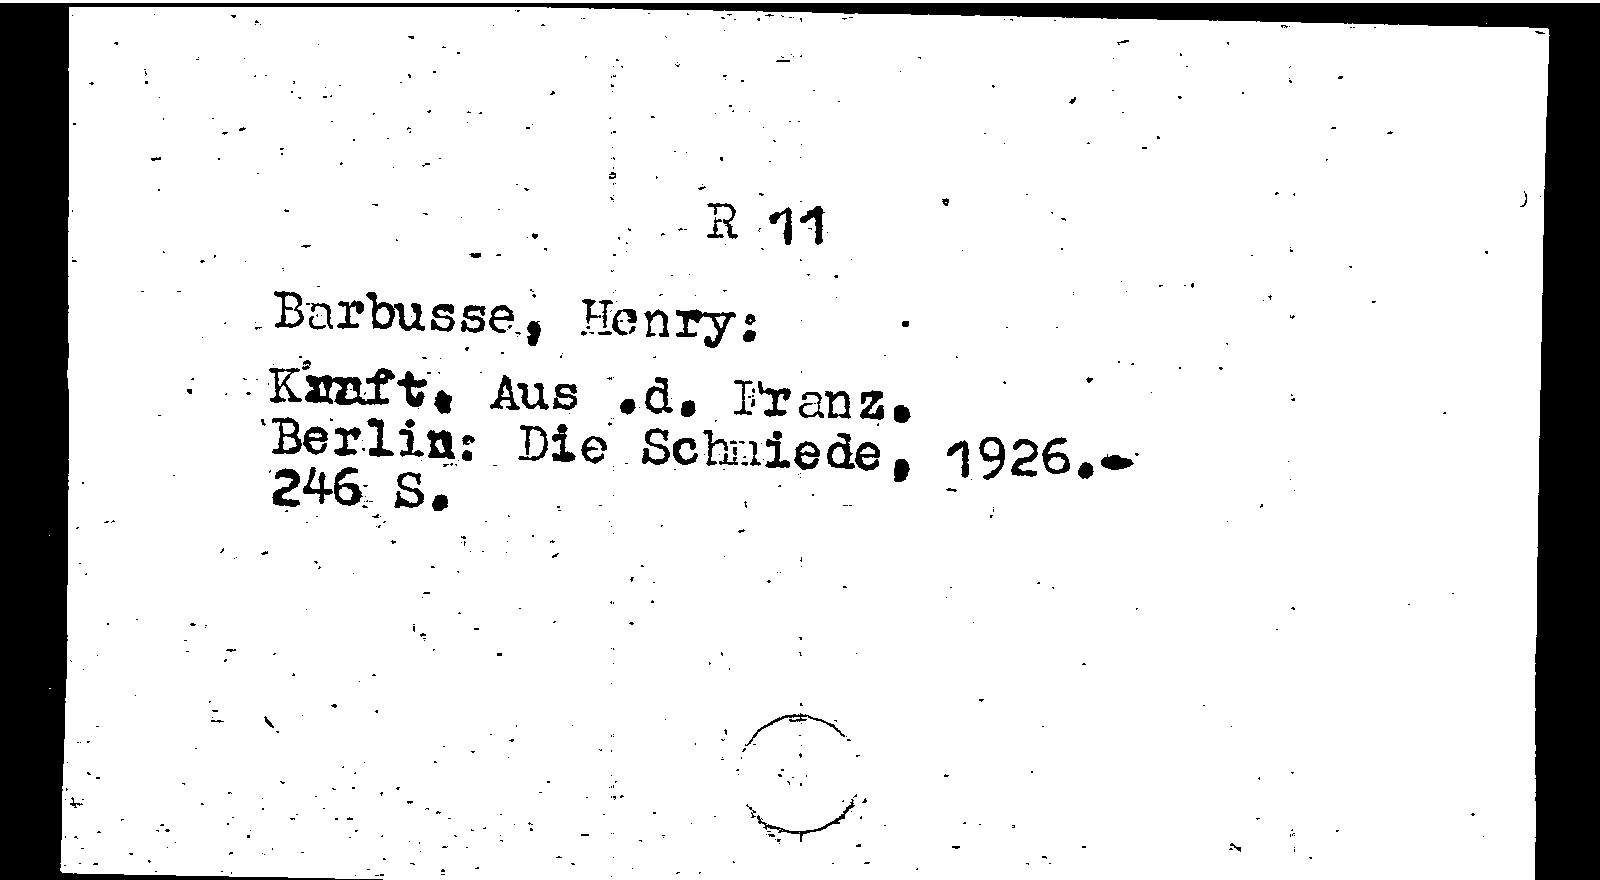 R 11
Barbusse, Henry:
Kraft. Aus .d. Franz.
Berlin: Die Schmiede, 1926.-
246 S.